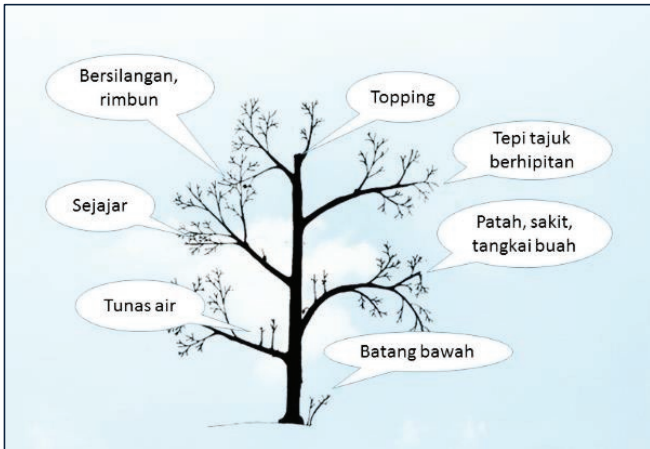 Bersilangan,
rimbun
Topping
Tepi tajuk
berhipitan
Sejajar
Patah, sakit,
tangkai buah
Tunas air
Batang bawah